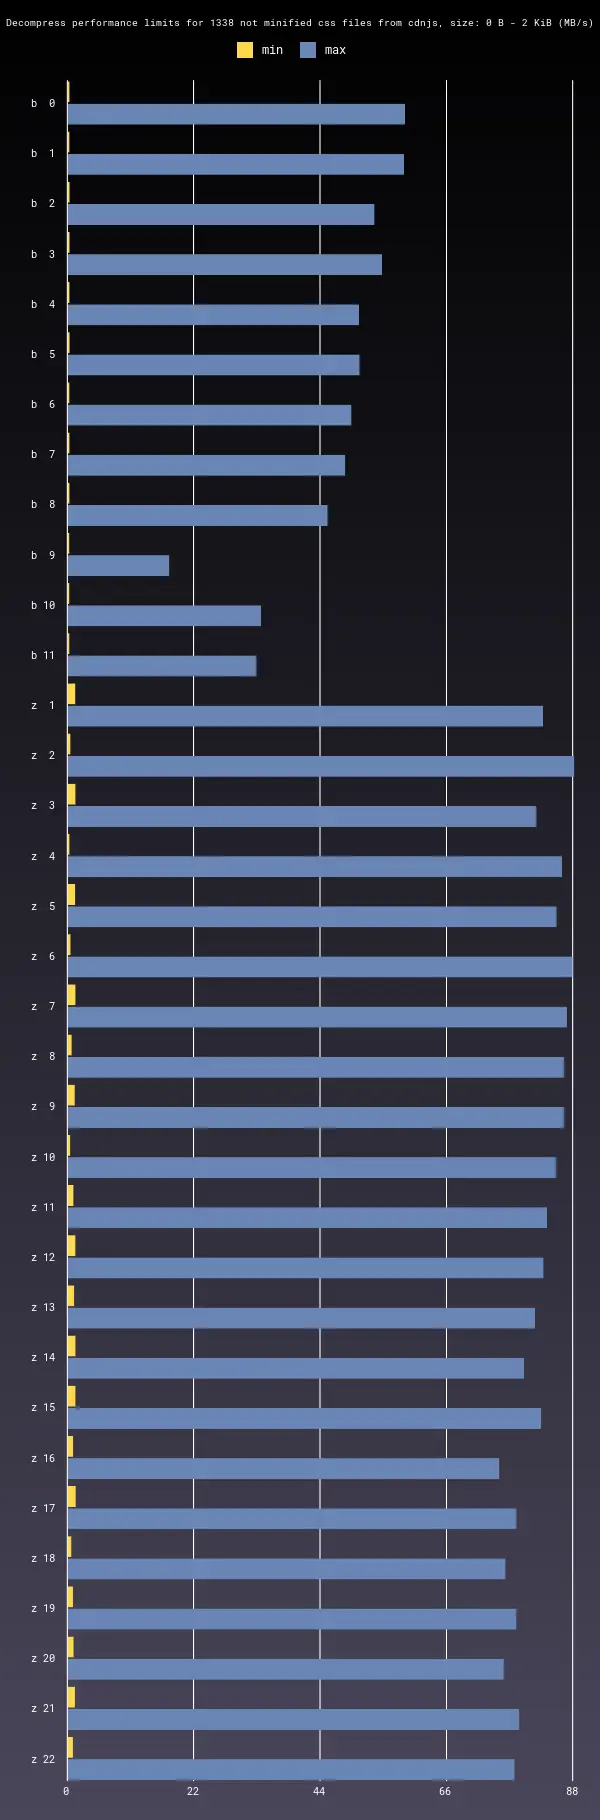 Decompress performance limits for 1338 not minified css files from cdnjs, size: 0 B - 2 KiB (MB/s)
min max
b 0
b 1
b 2
b 3
b 4
b 5
b 6
b 7
b 8
b 9
b 10
b 11
z 1
z 2
z 3
z 4
z 5
z 6
z 7
z 8
z 9
z 10
z 11
z 12
z 13
z 14
z 15
z 16
z 17
z 18
z 19
z 20
z 21
z 22
0 22 44 66 88